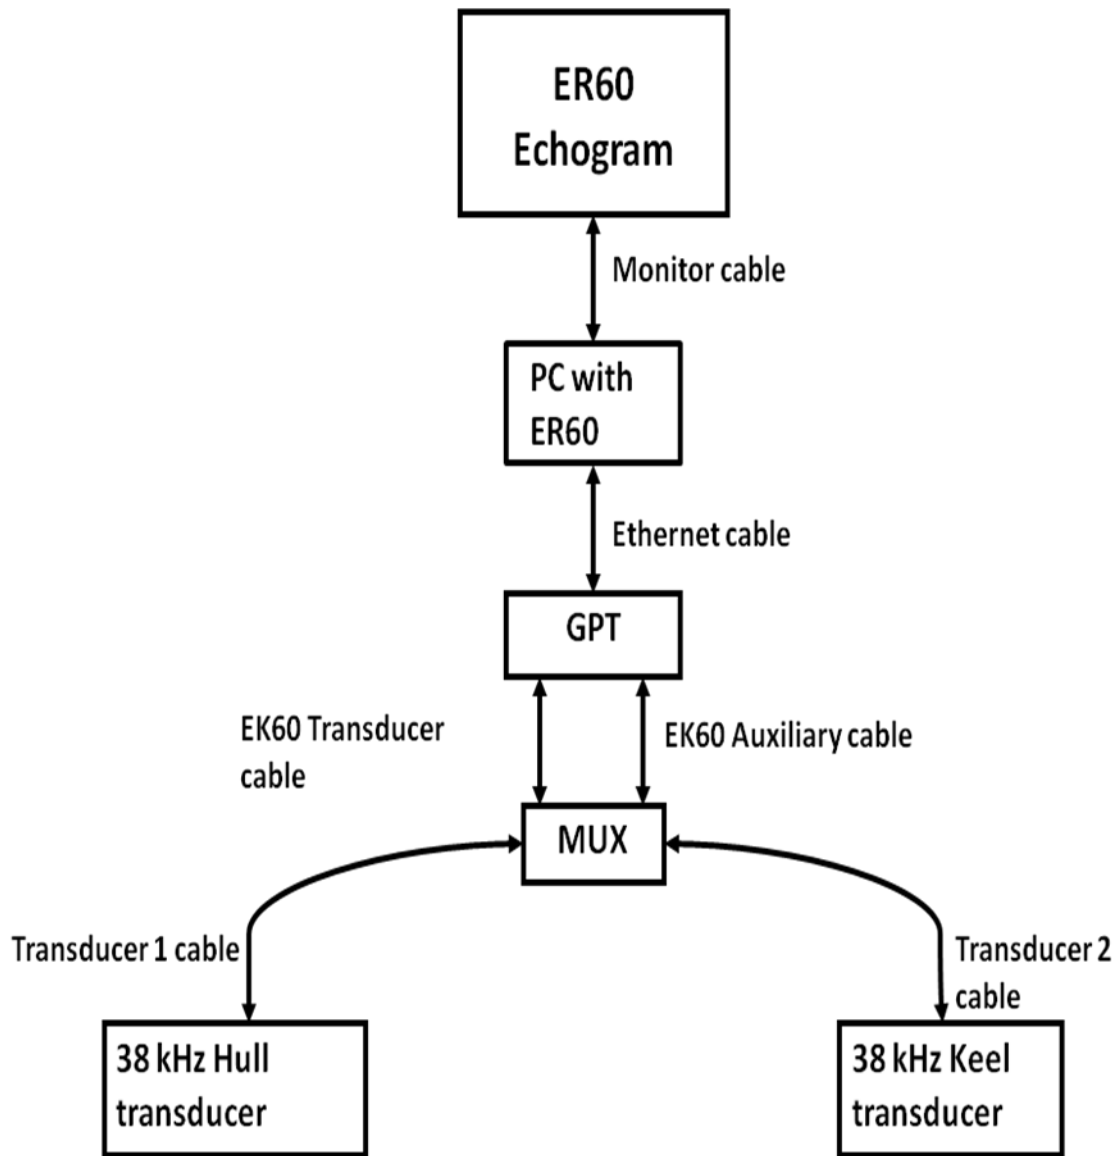 ER60
Echogram
Monitor cable
PC with
ER60
Ethernet cable
GPT
EK60 Transducer
cable
EK60 Auxiliary cable
MUX
Transducer 1 cable
Transducer 2
cable
38 kHz Hull
transducer
38 kHz Keel
transducer